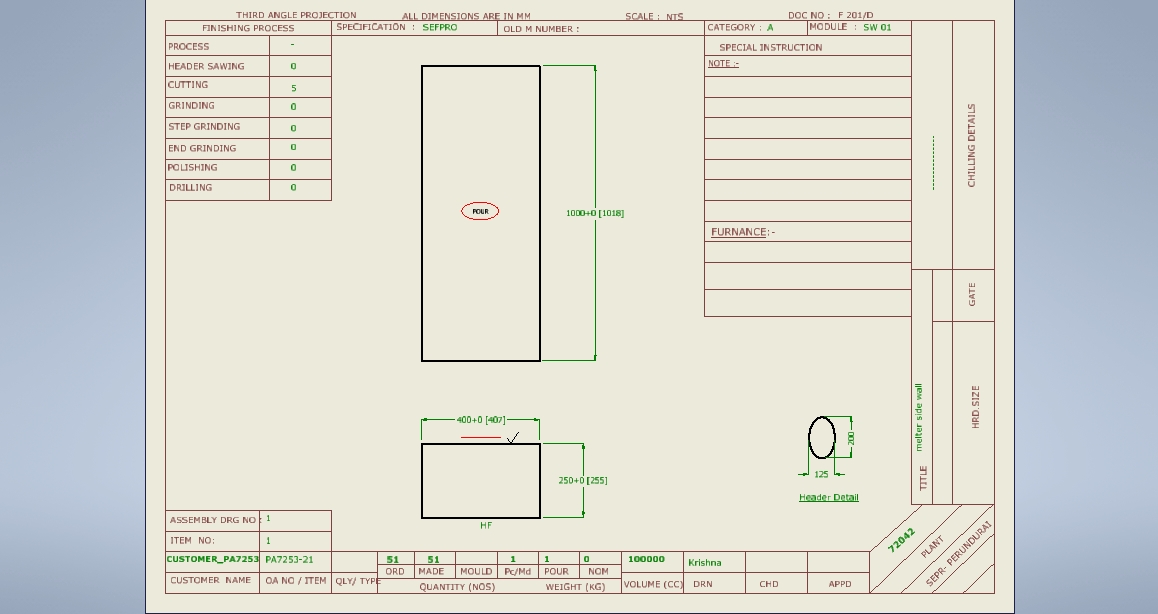 THIRD ANGLE PROJECTION ALL DIMENSIONS ARE IN MM SCALE : NTS DOC NO : F 201/D
FINISHING PROCESS SPECIFICATION : SEFPRO OLD M NUMBER : CATEGORY : A MODULE : SW 01
PROCESS -
HEADER SAWING 0
CUTTING 5
GRINDING 0
STEP GRINDING 0
END GRINDING 0
POLISHING 0
DRILLING 0
SPECIAL INSTRUCTION
NOTE :-
FURNANCE: -
CHILLING DETAILS
GATE
HRD.SIZE
TITLE melter side wall
POUR
1000+0 [1018]
400+0 [407]
250+0 [255]
HF
200
125
Header Detail
ASSEMBLY DRG NO : 1
ITEM NO: 1
CUSTOMER_PA7253 PA7253-21 51 51 1 1 0 100000 Krishna
ORD MADE MOULD Pc/Md POUR NOM
CUSTOMER NAME OA NO / ITEM QLY/ TYPE QUANTITY (NOS) WEIGHT (KG) VOLUME (CC) DRN CHD APPD
72042
PLANT
SEPR- PERUNDURAI